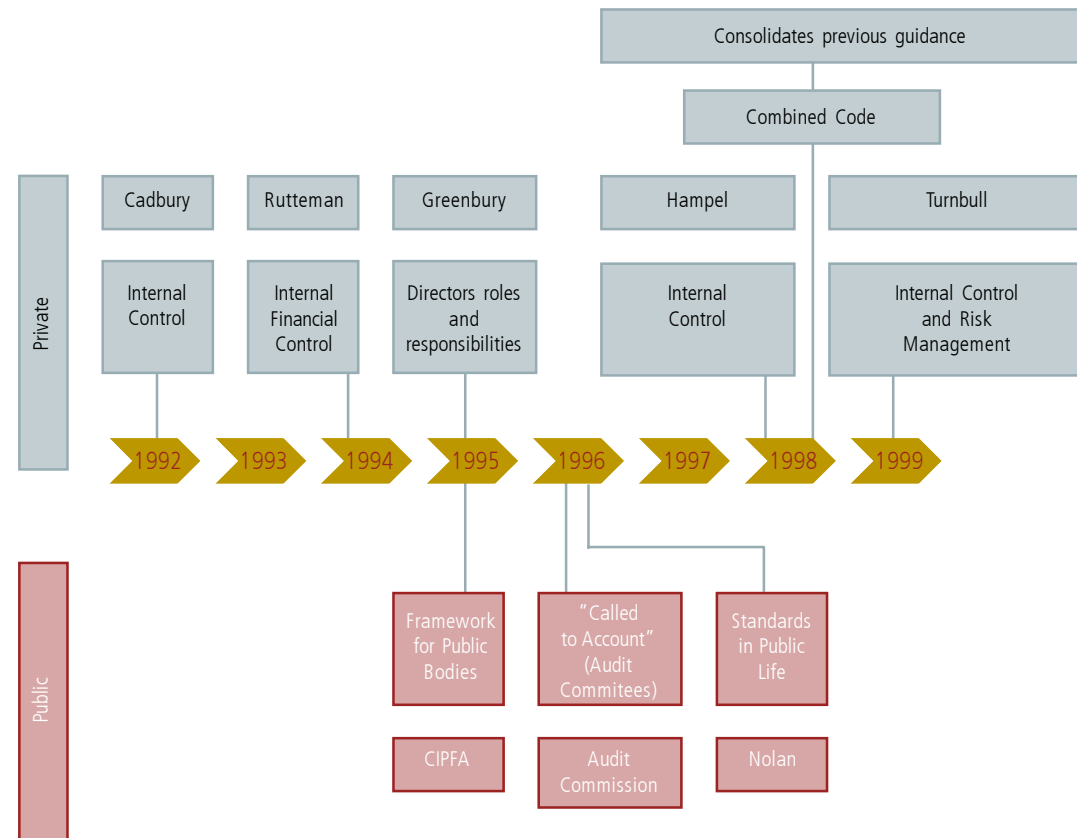 Consolidates previous guidance
Combined Code
Private
Cadbury
Rutteman
Greenbury
Hampel
Turnbull
Internal
Control
Internal
Financial
Control
Directors roles
and
responsibilities
Internal
Control
Internal Control
and Risk
Management
1992
1993
1994
1995
1996
1997
1998
1999
Public
Framework
for Public
Bodies
"Called
to Account"
(Audit
Commitees)
Standards
in Public
Life
CIPFA
Audit
Commission
Nolan